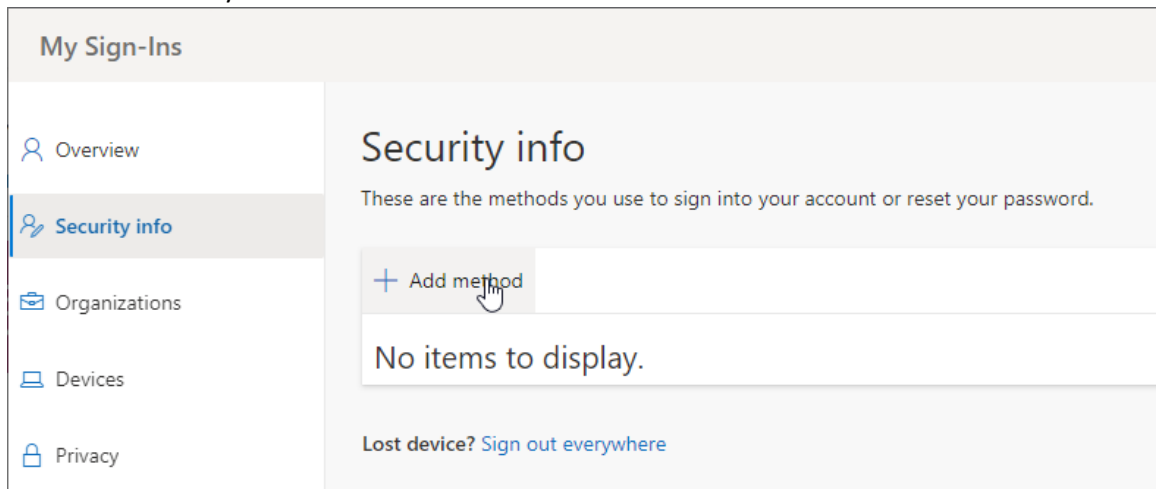 My Sign-Ins
Overview
Security info
Organizations
Devices
Privacy
Security info
These are the methods you use to sign into your account or reset your password.
Add method
No items to display.
Lost device? Sign out everywhere